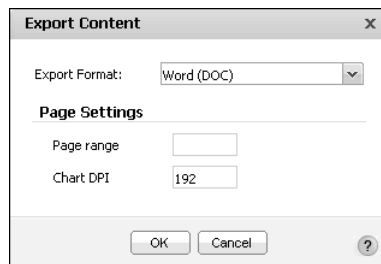 Export Content x
Export Format: Word (DOC)
Page Settings
Page range
Chart DPI 192
OK Cancel ?